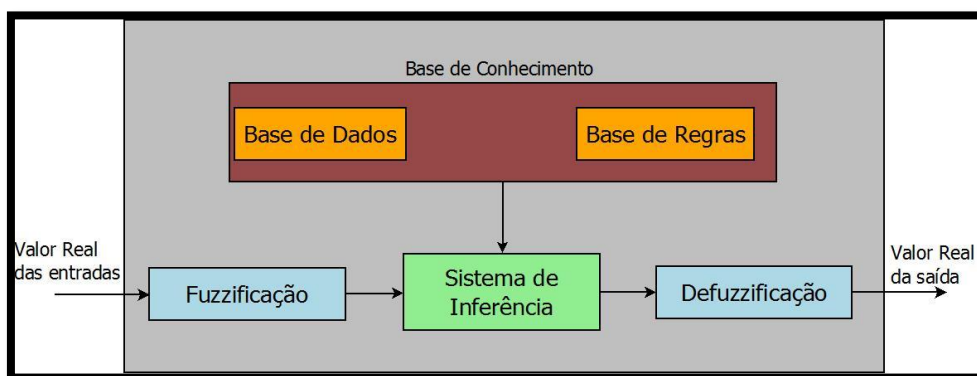 Base de Conhecimento
Base de Dados
Base de Regras
Valor Real
das entradas
Fuzzificação
Sistema de
Inferência
Defuzzificação
Valor Real
da saída